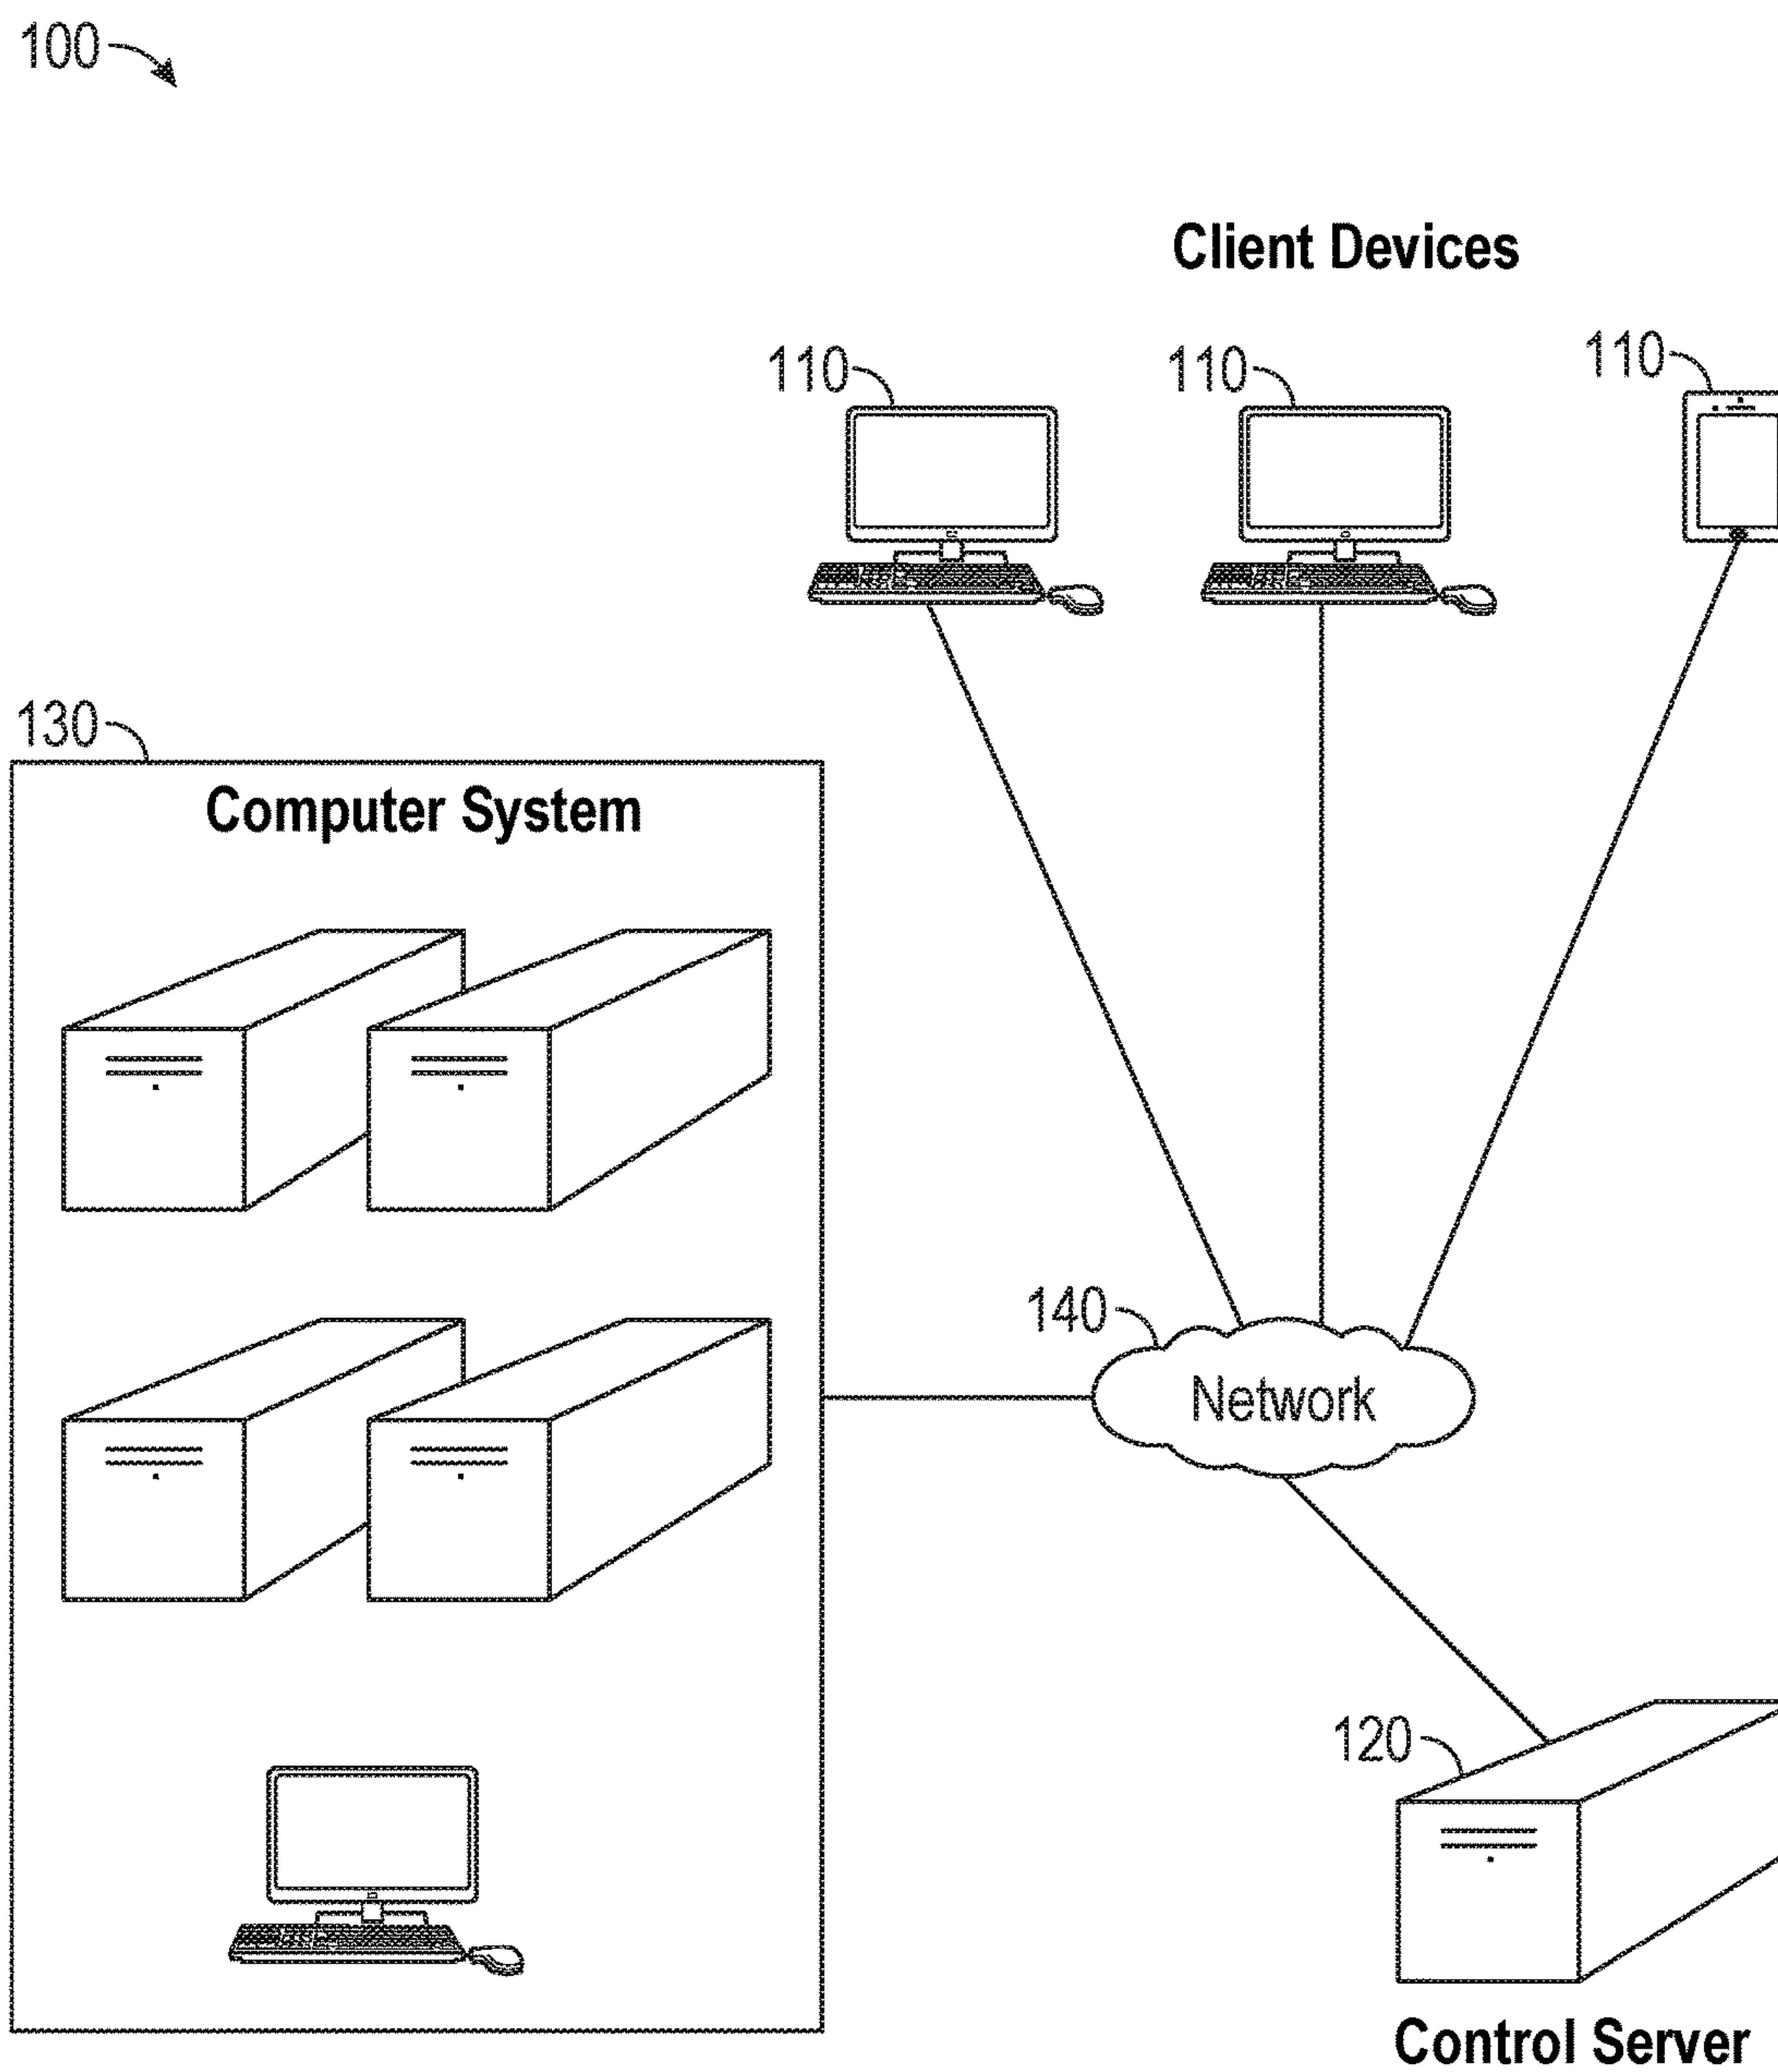 100
Client Devices
110
110
110
130
Computer System
140
Network
120
Control Server